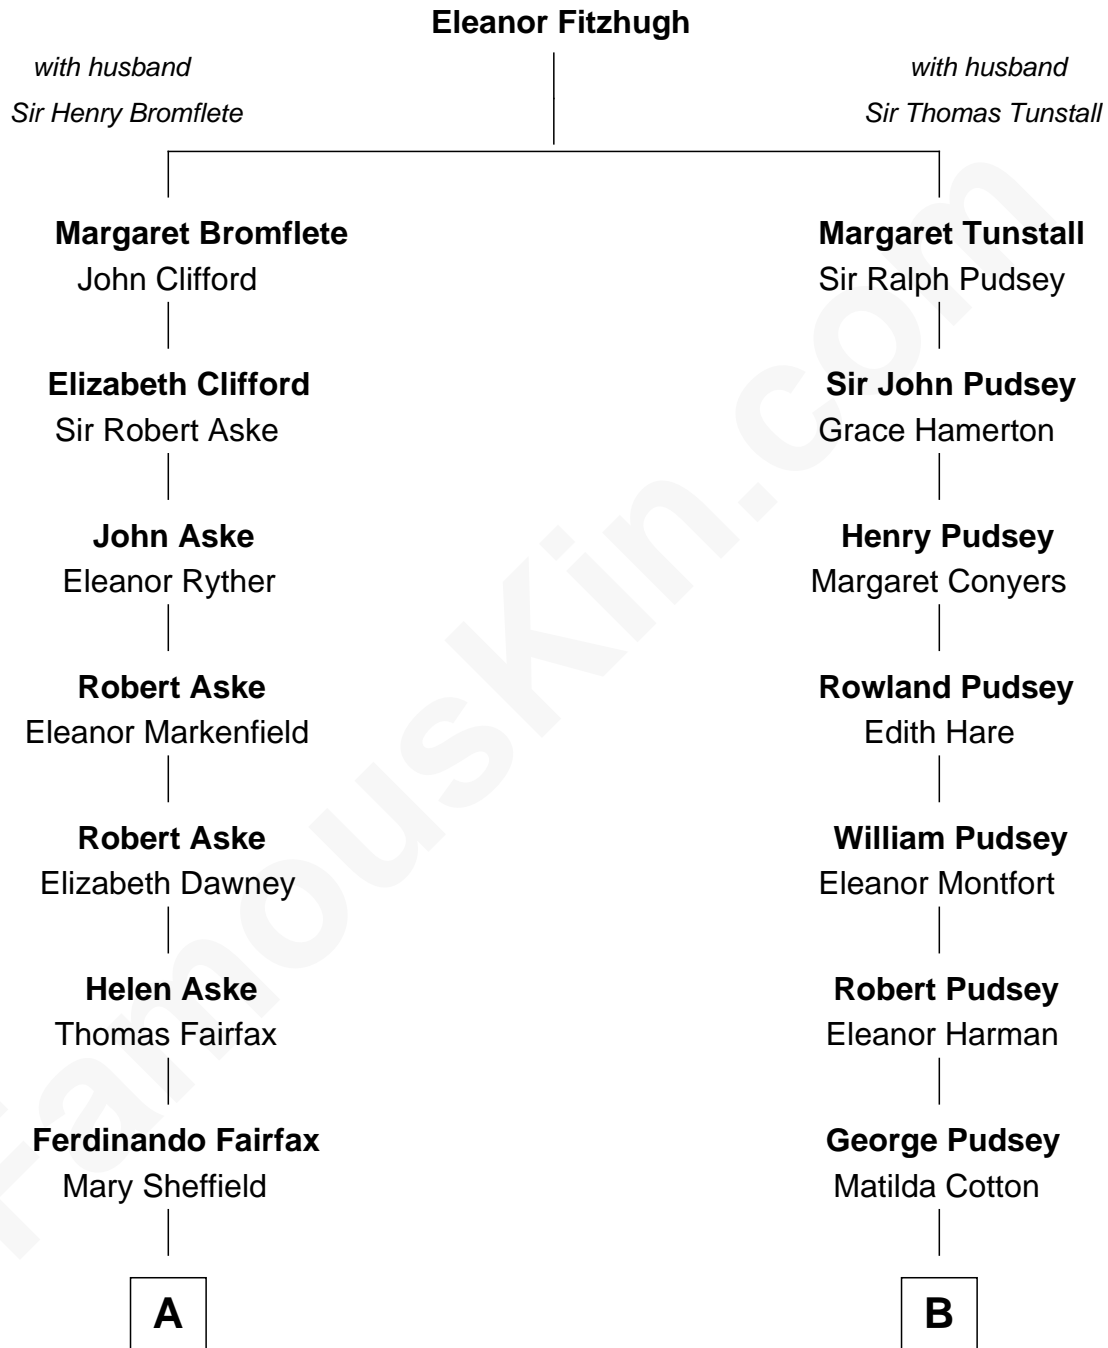 Eleanor Fitzhugh
with husband
Sir Henry Bromflete
with husband
Sir Thomas Tunstall
Margaret Bromflete
John Clifford
Margaret Tunstall
Sir Ralph Pudsey
Elizabeth Clifford
Sir Robert Aske
Sir John Pudsey
Grace Hamerton
John Aske
Eleanor Ryther
Henry Pudsey
Margaret Conyers
Robert Aske
Eleanor Markenfield
Rowland Pudsey
Edith Hare
Robert Aske
Elizabeth Dawney
William Pudsey
Eleanor Montfort
Helen Aske
Thomas Fairfax
Robert Pudsey
Eleanor Harman
Ferdinando Fairfax
Mary Sheffield
George Pudsey
Matilda Cotton
A
B
FamousKin.com